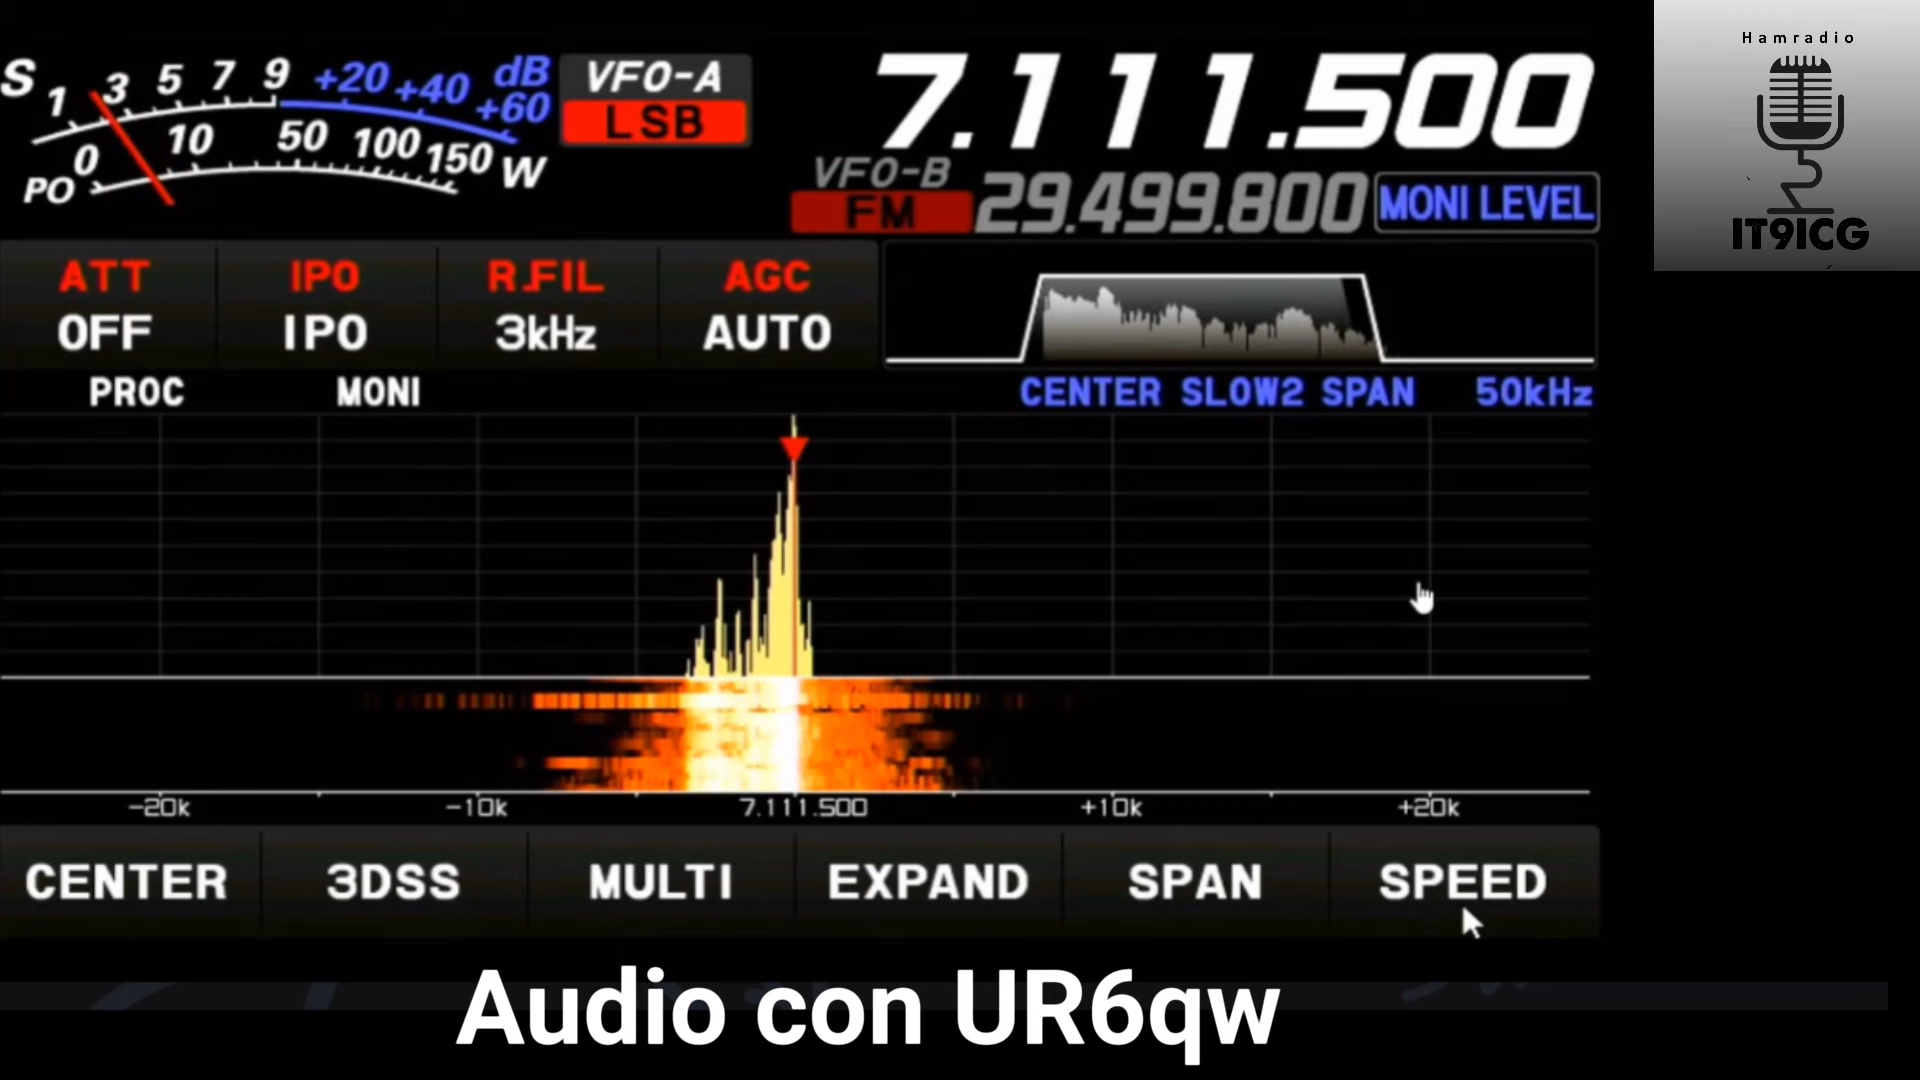 Hamradio
IT9ICG
S 1 3 5 7 9 +20 +40 +60 dB
PO 0 10 50 100 150 W
VFO-A
LSB
7.111.500
VFO-B
FM
29.499.800
MONI LEVEL
ATT IPO R.FIL AGC
OFF IPO 3kHz AUTO
PROC MONI
CENTER SLOW2 SPAN 50kHz
-20k -10k 7.111.500 +10k +20k
CENTER 3DSS MULTI EXPAND SPAN SPEED
Audio con UR6qw